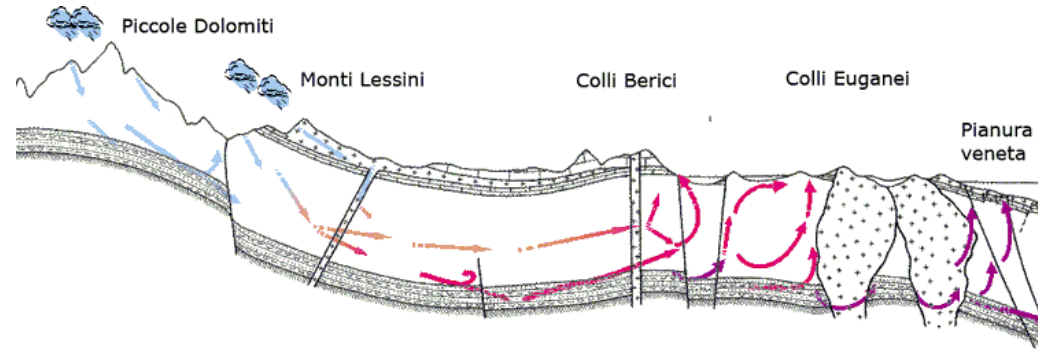 Piccole Dolomiti
Monti Lessini
Colli Berici
Colli Euganei
Pianura
veneta